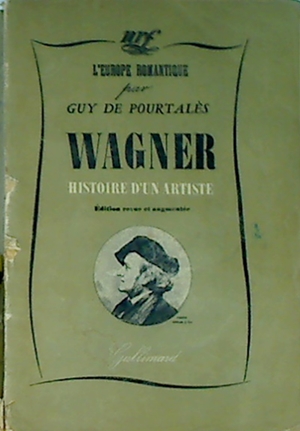 nrf
L'EUROPE ROMANTIQUE
par
GUY DE POURTALÈS
WAGNER
HISTOIRE D'UN ARTISTE
Édition revue et augmentée
Gallimard